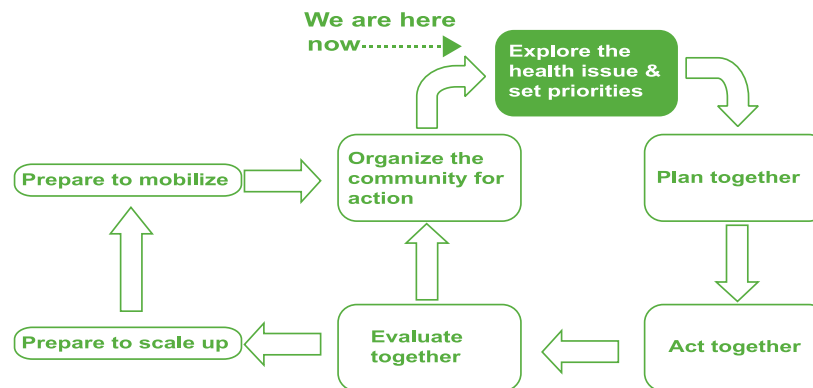 We are here
now
Explore the
health issue &
set priorities
Organize the
community for
action
Prepare to mobilize
Plan together
Prepare to scale up
Evaluate
together
Act together